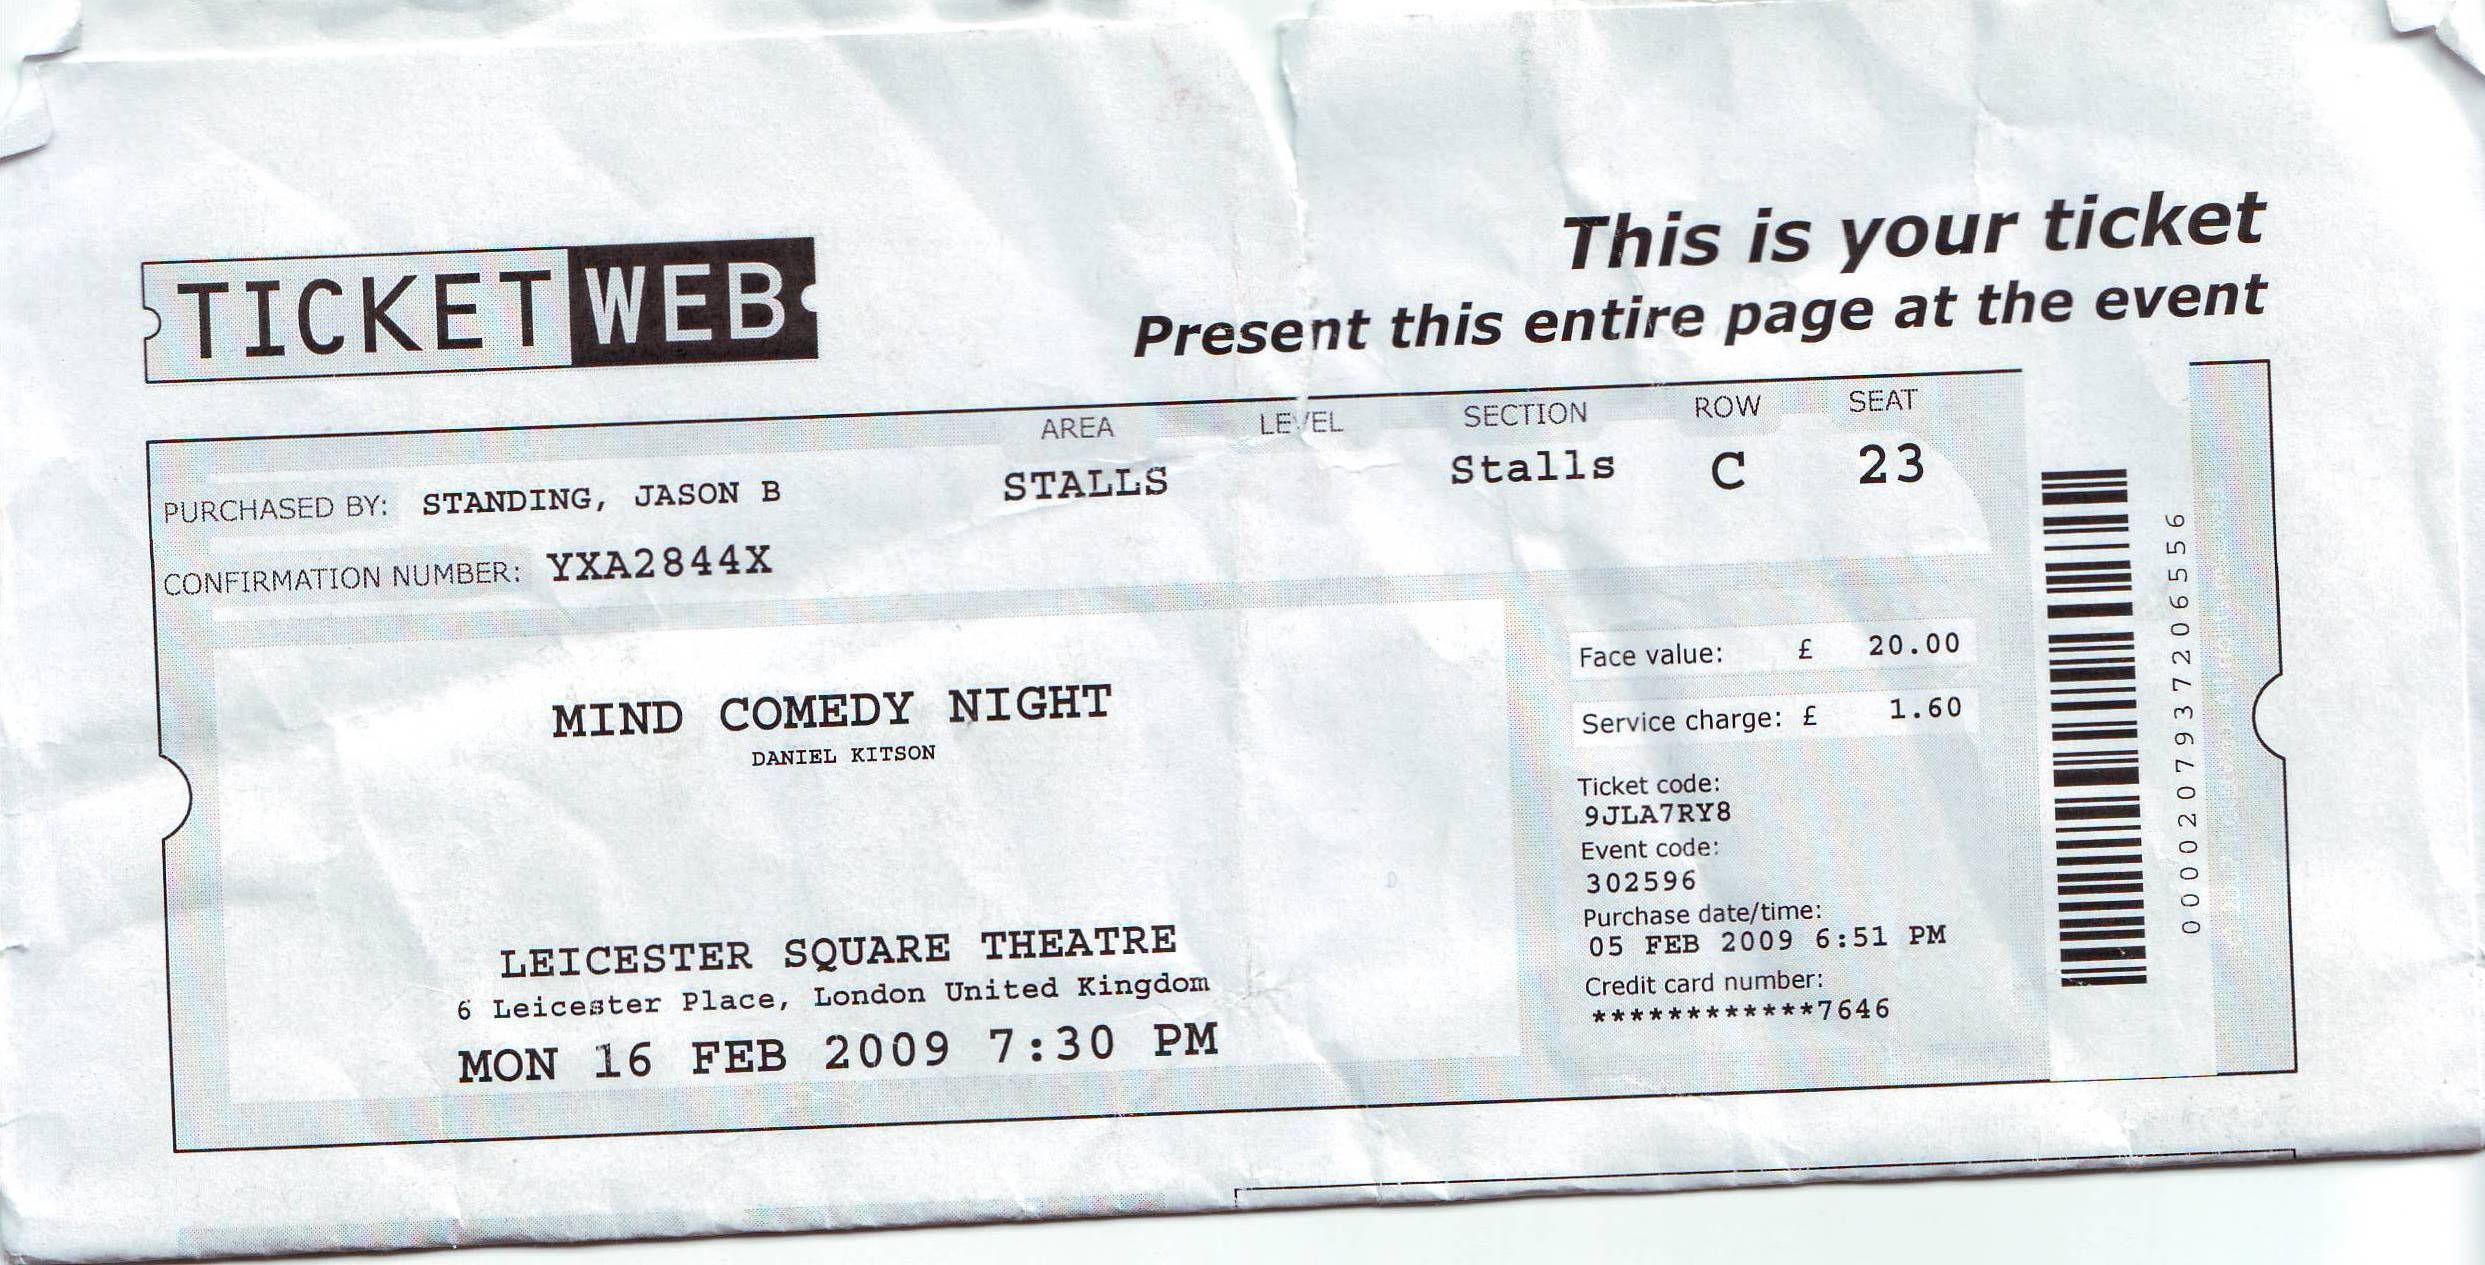 TICKETWEB
This is your ticket
Present this entire page at the event
AREA LEVEL SECTION ROW SEAT
PURCHASED BY: STANDING, JASON B STALLS Stalls C 23
CONFIRMATION NUMBER: YXA2844X
MIND COMEDY NIGHT
DANIEL KITSON
LEICESTER SQUARE THEATRE
6 Leicester Place, London United Kingdom
MON 16 FEB 2009 7:30 PM
Face value: £ 20.00
Service charge: £ 1.60
Ticket code:
9JLA7RY8
Event code:
302596
Purchase date/time:
05 FEB 2009 6:51 PM
Credit card number:
************7646
0000207937206556